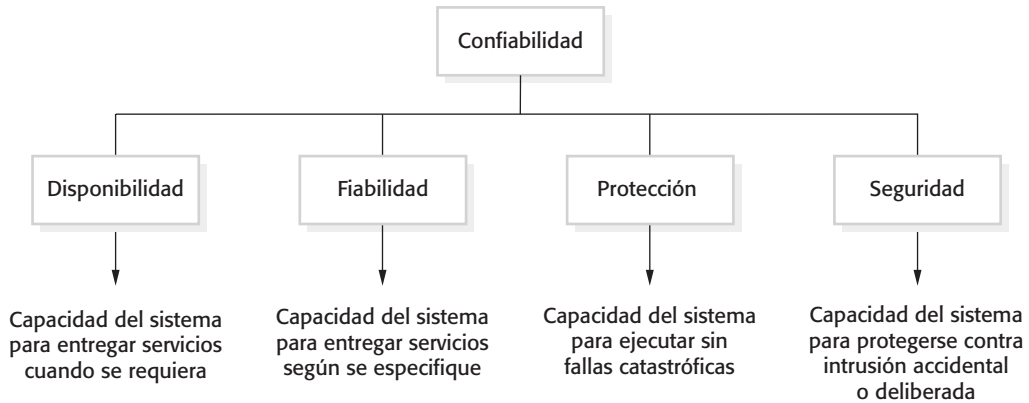 Confiabilidad
Disponibilidad
Fiabilidad
Protección
Seguridad
Capacidad del sistema
para entregar servicios
cuando se requiera
Capacidad del sistema
para entregar servicios
según se especifique
Capacidad del sistema
para ejecutar sin
fallas catastróficas
Capacidad del sistema
para protegerse contra
intrusión accidental
o deliberada